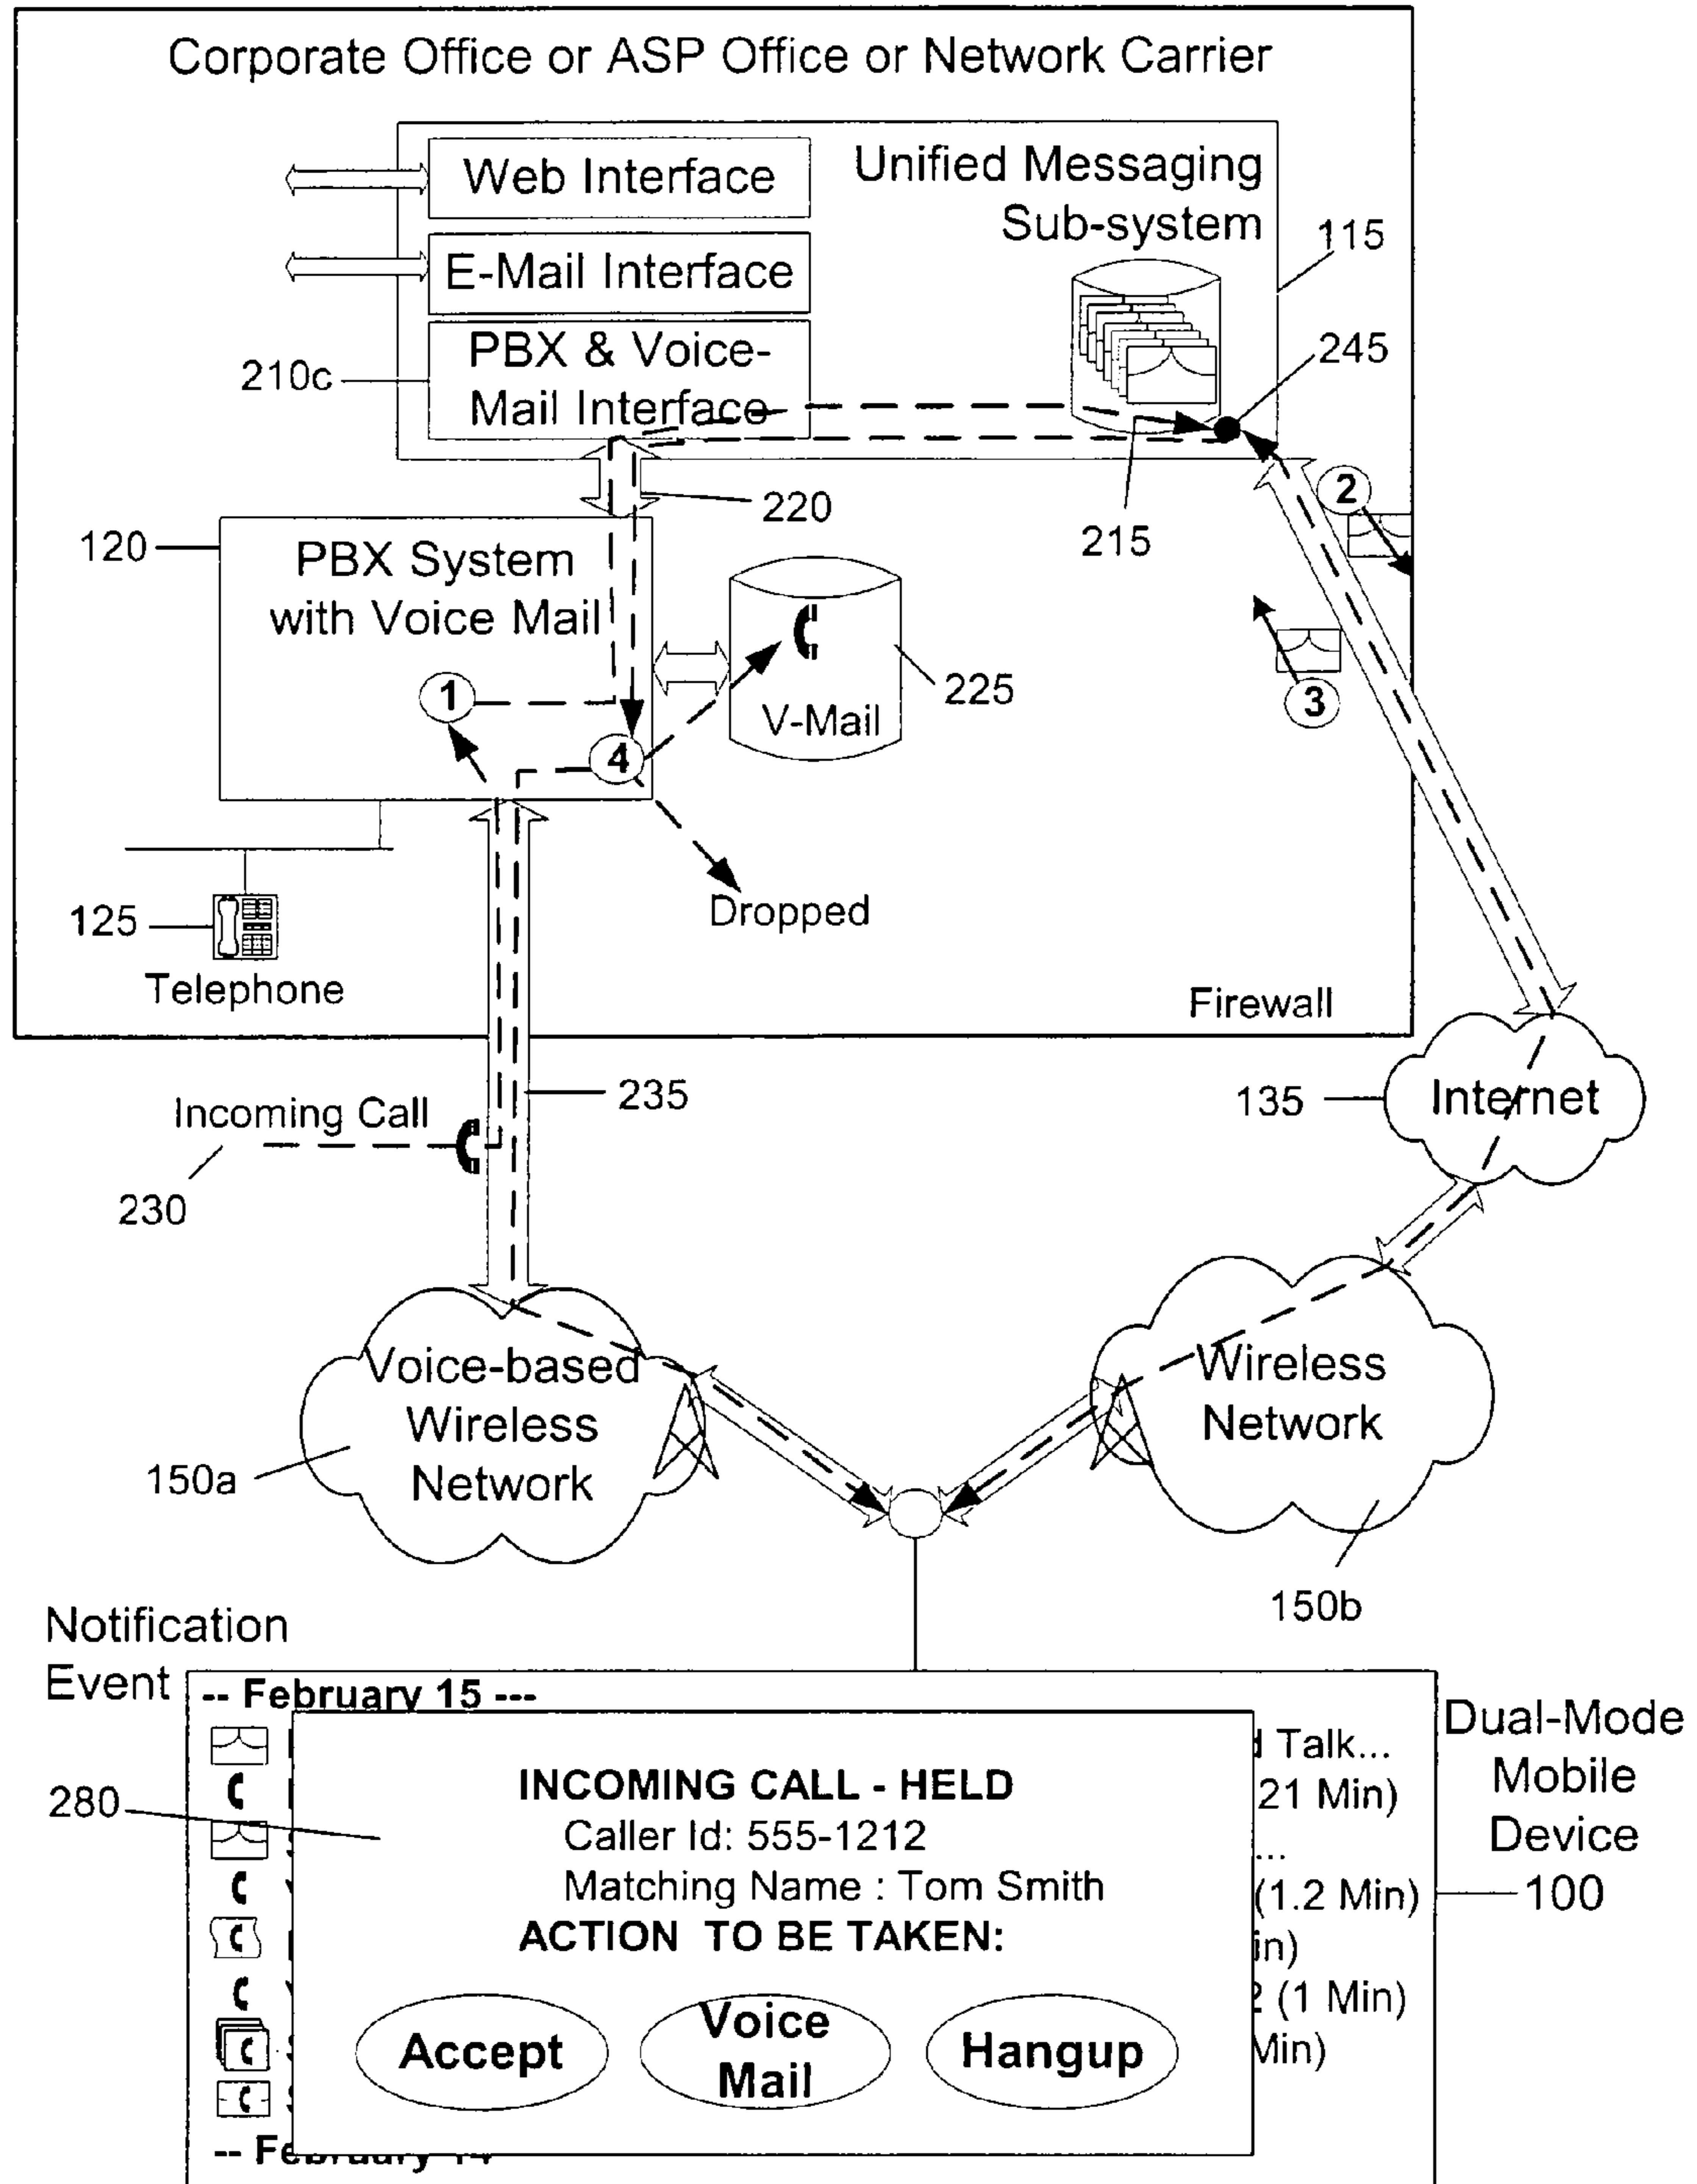 Corporate Office or ASP Office or Network Carrier
Web Interface
Unified Messaging
Sub-system
115
E-Mail Interface
PBX & Voice-
Mail Interface
210c
245
2
220
215
120
PBX System
with Voice Mail
225
3
1
V-Mail
4
Dropped
125
Telephone
Firewall
235
135
Internet
Incoming Call
230
Voice-based
Wireless
Network
150a
Wireless
Network
150b
Notification
Event
-- February 15 ---
Dual-Mode
Mobile
Device
100
Talk...
21 Min)
...
(1.2 Min)
in)
2 (1 Min)
Min)
280
INCOMING CALL - HELD
Caller Id: 555-1212
Matching Name : Tom Smith
ACTION TO BE TAKEN:
Accept
Voice
Mail
Hangup
-- February 14